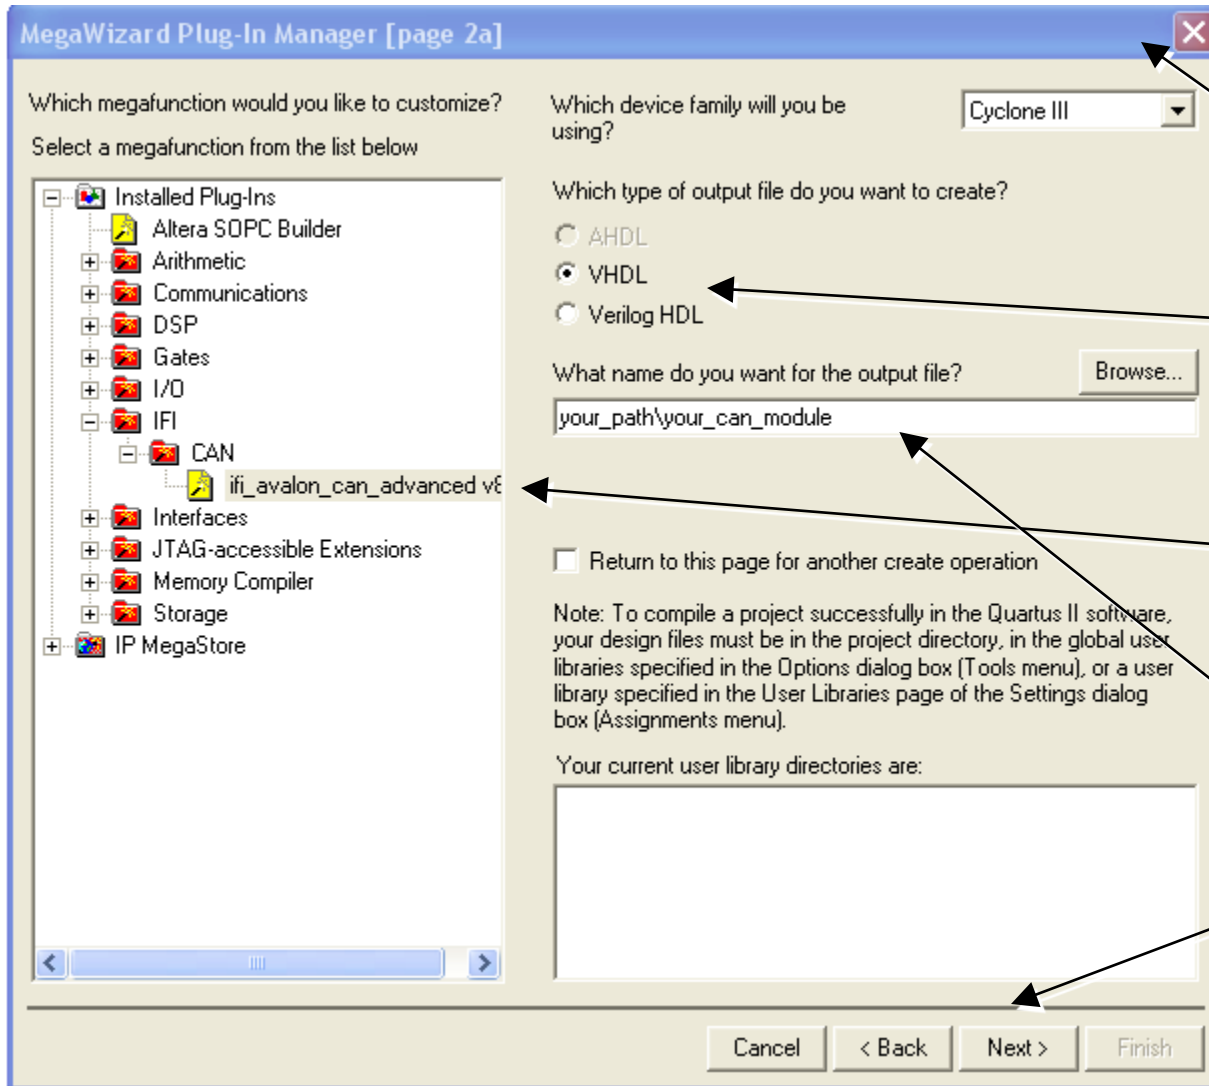 MegaWizard Plug-In Manager [page 2a]
Which megafunction would you like to customize?
Select a megafunction from the list below
Installed Plug-Ins
Altera SOPC Builder
Arithmetic
Communications
DSP
Gates
I/O
IFI
CAN
ifi_avalon_can_advanced v8
Interfaces
JTAG-accessible Extensions
Memory Compiler
Storage
IP MegaStore
Which device family will you be
using?
Cyclone III
Which type of output file do you want to create?
AHDL
VHDL
Verilog HDL
What name do you want for the output file?
Browse...
your_path\your_can_module
Return to this page for another create operation
Note: To compile a project successfully in the Quartus II software,
your design files must be in the project directory, in the global user
libraries specified in the Options dialog box (Tools menu), or a user
library specified in the User Libraries page of the Settings dialog
box (Assignments menu).
Your current user library directories are:
Cancel
< Back
Next >
Finish